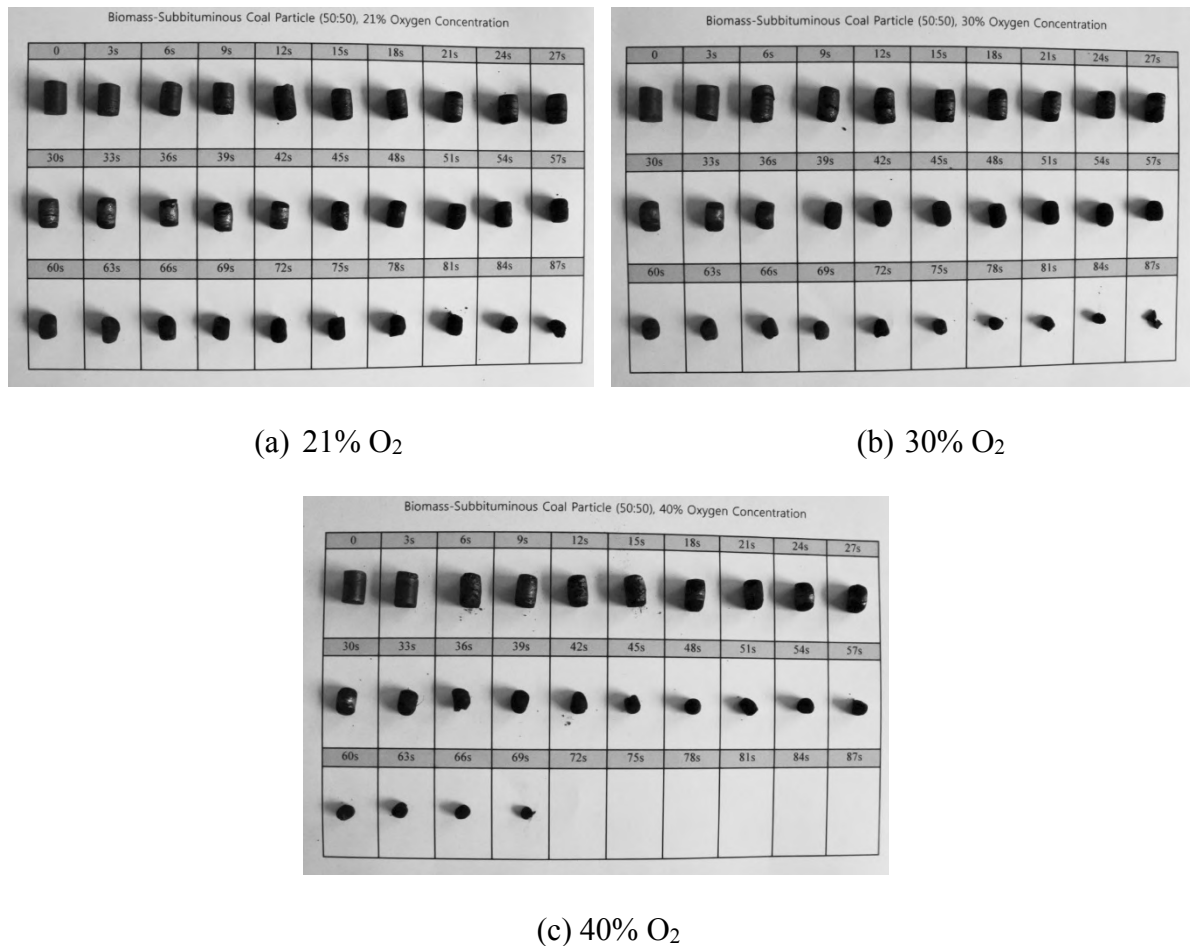 Biomass-Subbituminous Coal Particle (50:50), 21% Oxygen Concentration
0 3s 6s 9s 12s 15s 18s 21s 24s 27s
30s 33s 36s 39s 42s 45s 48s 51s 54s 57s
60s 63s 66s 69s 72s 75s 78s 81s 84s 87s
(a) 21% O₂
Biomass-Subbituminous Coal Particle (50:50), 30% Oxygen Concentration
0 3s 6s 9s 12s 15s 18s 21s 24s 27s
30s 33s 36s 39s 42s 45s 48s 51s 54s 57s
60s 63s 66s 69s 72s 75s 78s 81s 84s 87s
(b) 30% O₂
Biomass-Subbituminous Coal Particle (50:50), 40% Oxygen Concentration
0 3s 6s 9s 12s 15s 18s 21s 24s 27s
30s 33s 36s 39s 42s 45s 48s 51s 54s 57s
60s 63s 66s 69s 72s 75s 78s 81s 84s 87s
(c) 40% O₂